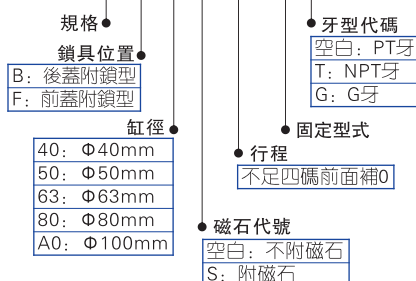 規格
鎖具位置
B: 後蓋附鎖型
F: 前蓋附鎖型
缸徑
40: Φ40mm
50: Φ50mm
63: Φ63mm
80: Φ80mm
A0: Φ100mm
磁石代號
空白: 不附磁石
S: 附磁石
行程
不足四碼前面補0
固定型式
牙型代碼
空白: PT牙
T: NPT牙
G: G牙